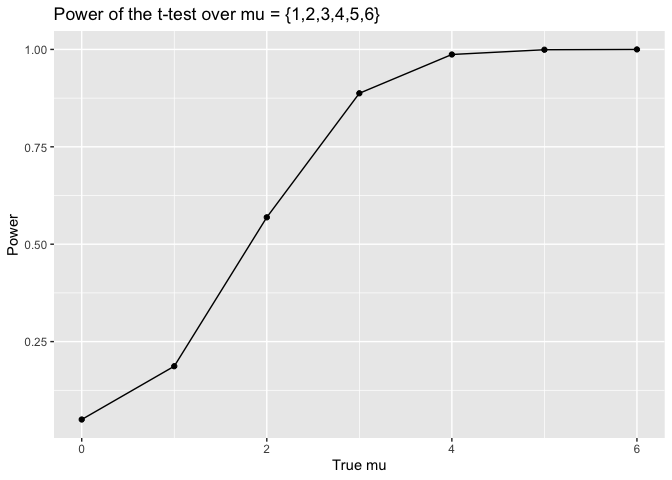 Power of the t-test over mu = {1,2,3,4,5,6}
1.00
0.75
0.50
0.25
Power
0 2 4 6
True mu